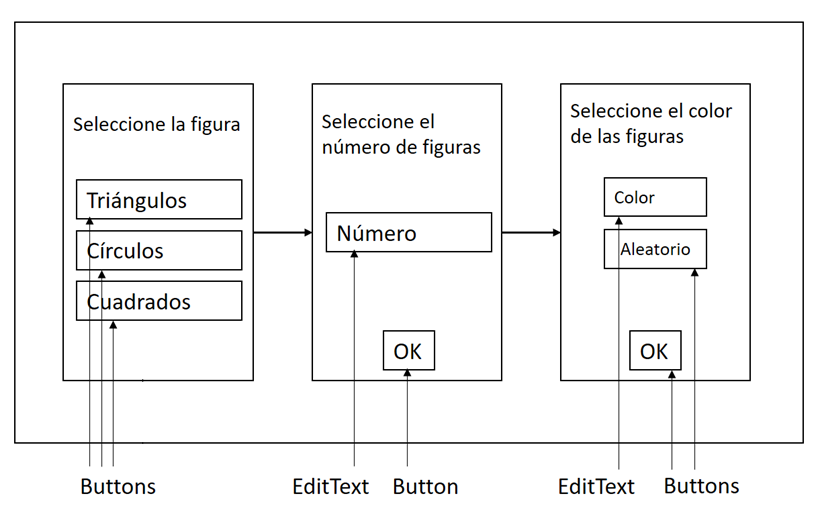 Seleccione la figura
Triángulos
Círculos
Cuadrados
Seleccione el
número de figuras
Número
OK
Seleccione el color
de las figuras
Color
Aleatorio
OK
Buttons
EditText
Button
EditText
Buttons